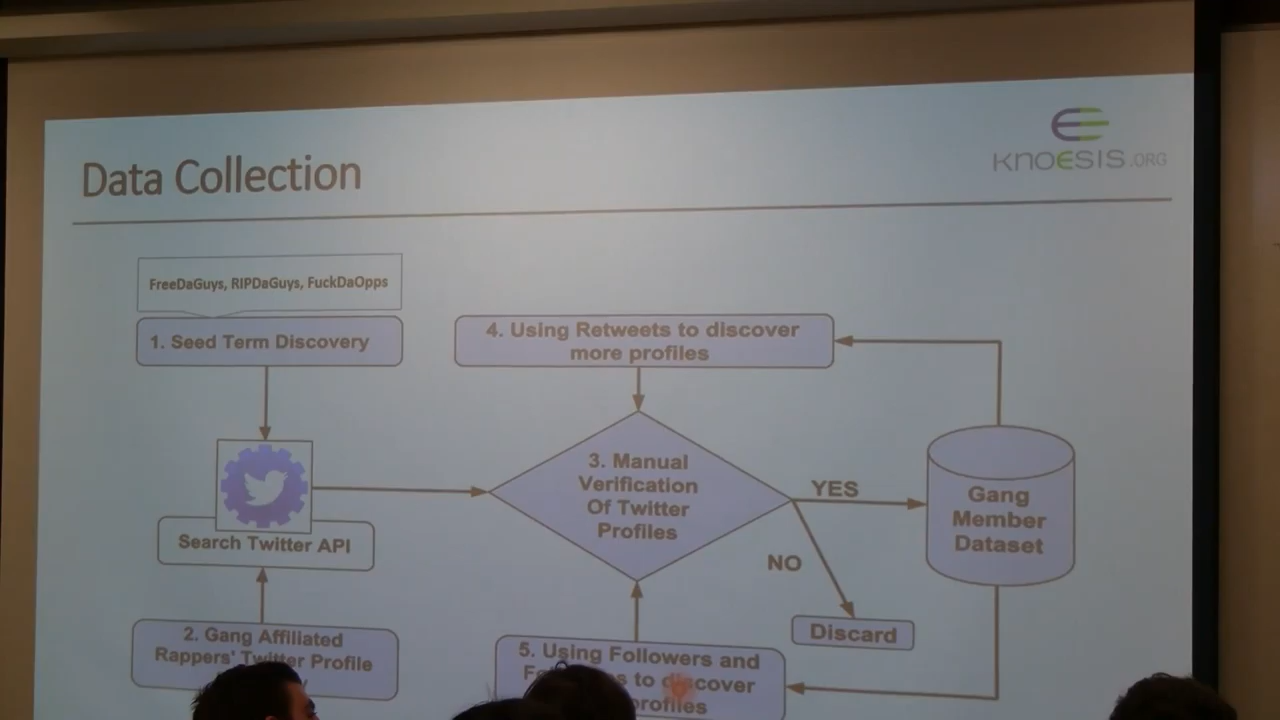 Data Collection
KNOESIS.ORG
FreeDaGuys, RIPDaGuys, FuckDaOpps
1. Seed Term Discovery
4. Using Retweets to discover
more profiles
3. Manual
Verification
Of Twitter
Profiles
YES
NO
Gang
Member
Dataset
Search Twitter API
Discard
2. Gang Affiliated
Rappers' Twitter Profile
5. Using Followers and
to discover
profiles